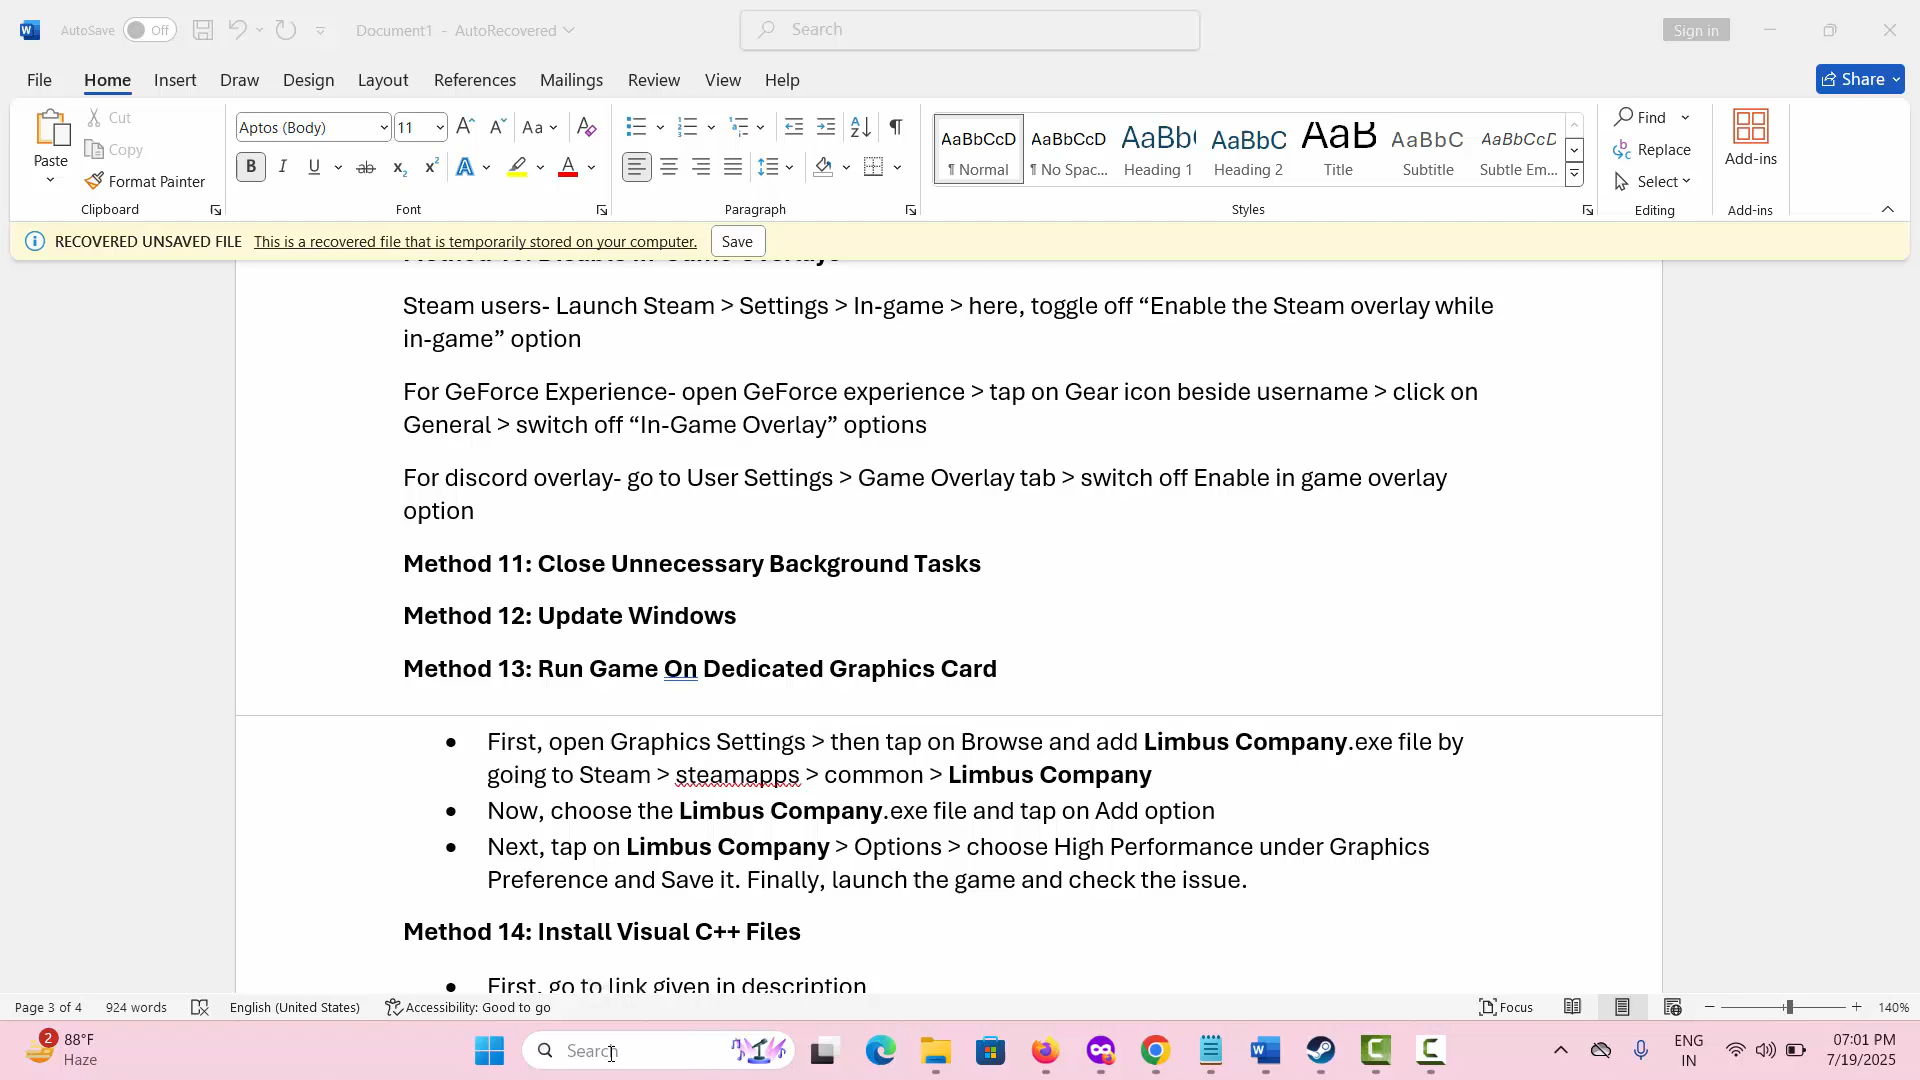 AutoSave Off Document1 - AutoRecovered Search Sign in
File Home Insert Draw Design Layout References Mailings Review View Help Share
Paste Cut Copy Format Painter Clipboard
Aptos (Body) 11 Aa
B I U ab x₂ x² A A Font
Paragraph
AaBbCcD AaBbCcD AaBb( AaBbC AaB AaBbC AaBbCcD
¶ Normal ¶ No Spac... Heading 1 Heading 2 Title Subtitle Subtle Em...
Styles
Find Replace Select Editing
Add-ins Add-ins
RECOVERED UNSAVED FILE This is a recovered file that is temporarily stored on your computer. Save
Steam users- Launch Steam > Settings > In-game > here, toggle off “Enable the Steam overlay while
in-game” option
For GeForce Experience- open GeForce experience > tap on Gear icon beside username > click on
General > switch off “In-Game Overlay” options
For discord overlay- go to User Settings > Game Overlay tab > switch off Enable in game overlay
option
Method 11: Close Unnecessary Background Tasks
Method 12: Update Windows
Method 13: Run Game On Dedicated Graphics Card
• First, open Graphics Settings > then tap on Browse and add Limbus Company.exe file by
going to Steam > steamapps > common > Limbus Company
• Now, choose the Limbus Company.exe file and tap on Add option
• Next, tap on Limbus Company > Options > choose High Performance under Graphics
Preference and Save it. Finally, launch the game and check the issue.
Method 14: Install Visual C++ Files
• First, go to link given in description
Page 3 of 4 924 words English (United States) Accessibility: Good to go Focus 140%
2 88°F Haze Search ENG IN 07:01 PM 7/19/2025